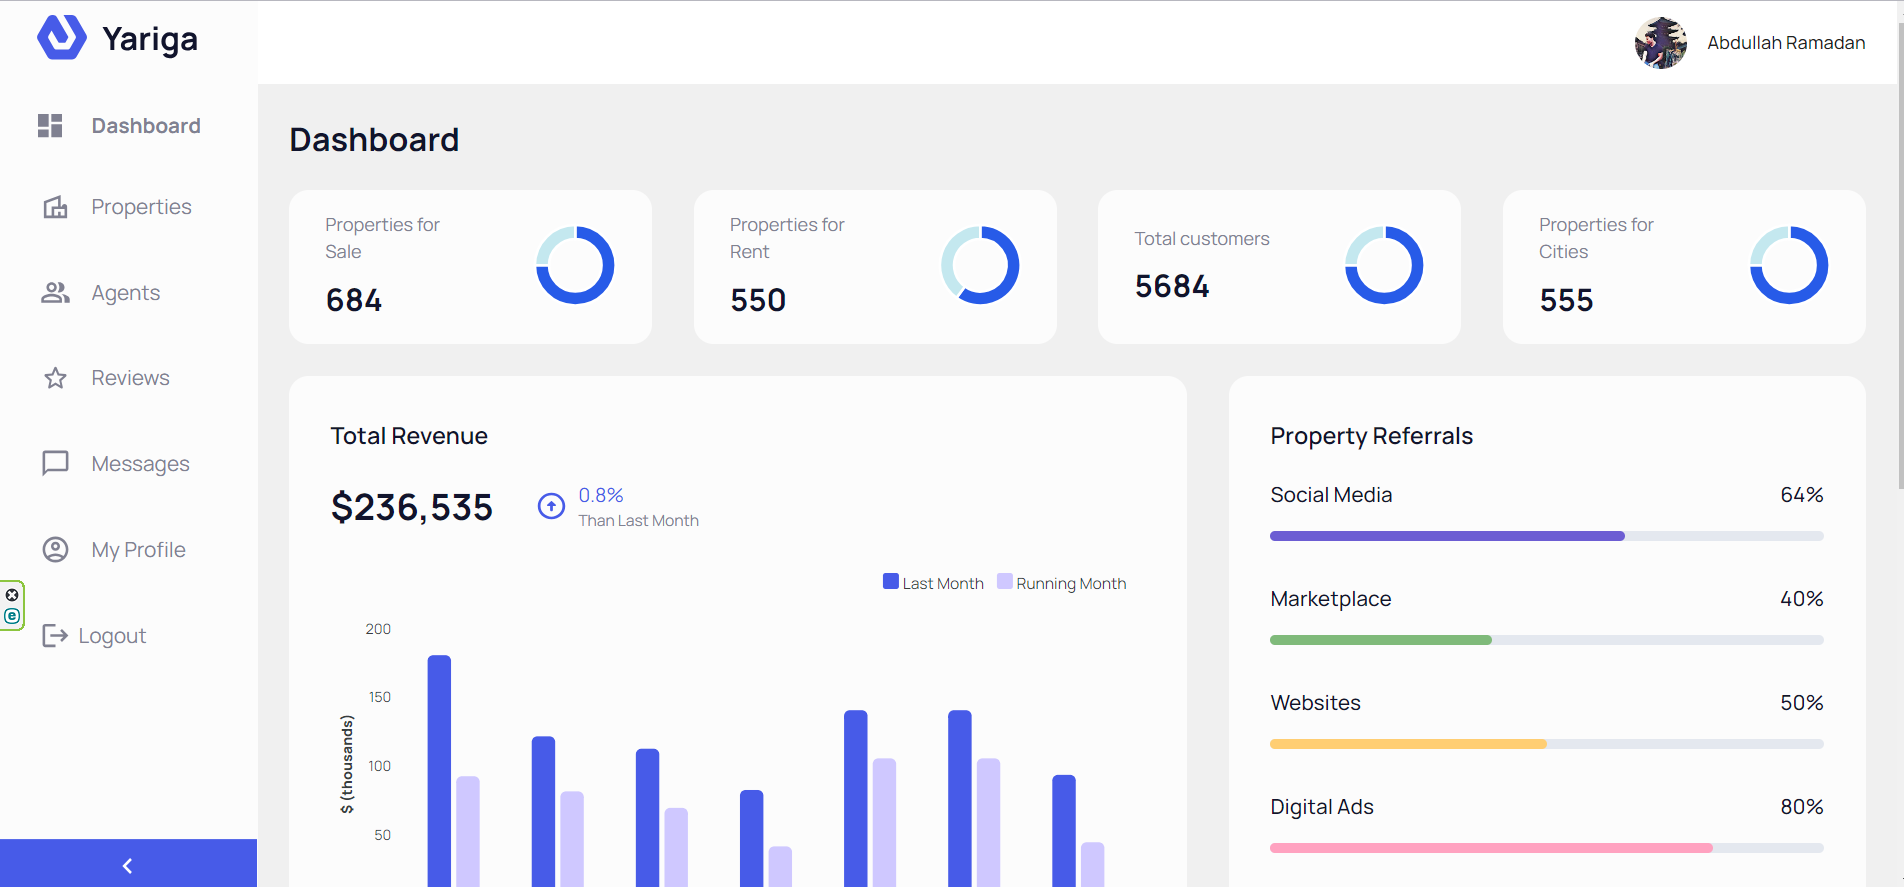 Yariga
Abdullah Ramadan
Dashboard
Properties
Agents
Reviews
Messages
My Profile
Logout
Dashboard
Properties for
Sale
684
Properties for
Rent
550
Total customers
5684
Properties for
Cities
555
Total Revenue
$236,535
0.8%
Than Last Month
Last Month
Running Month
200
150
100
50
$ (thousands)
Property Referrals
Social Media
64%
Marketplace
40%
Websites
50%
Digital Ads
80%